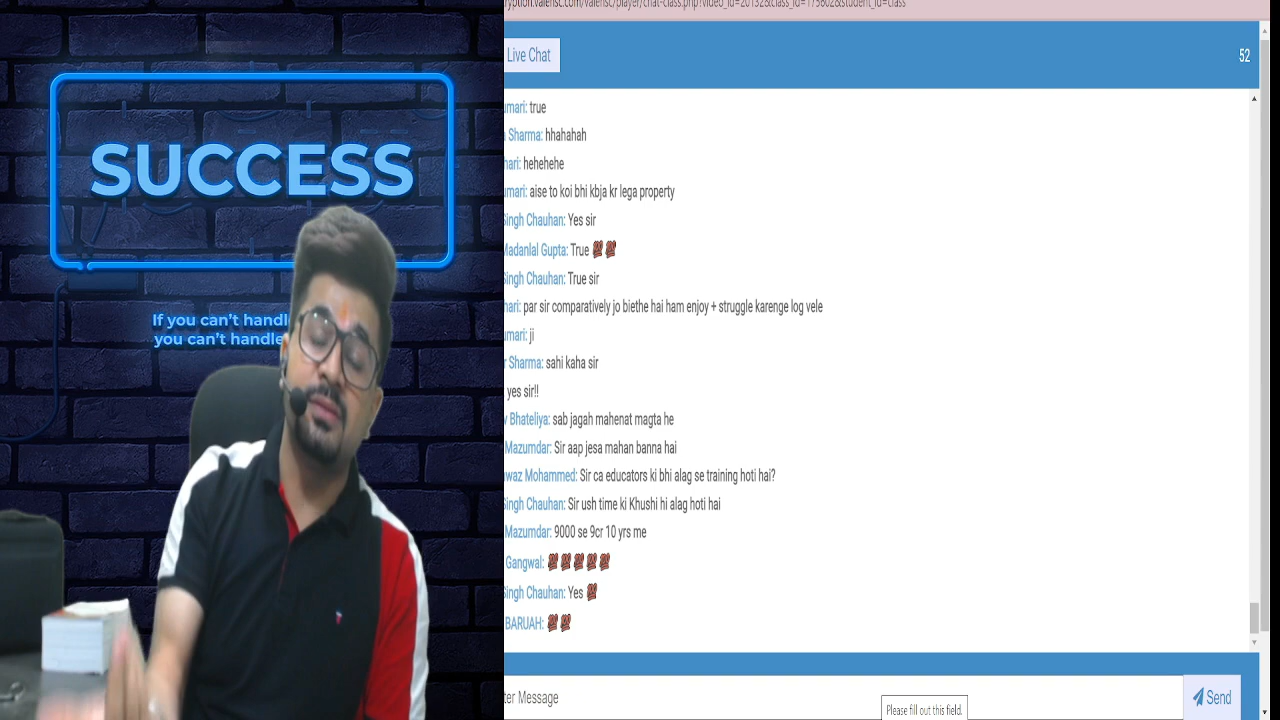 SUCCESS
If you can't handl
you can't handle
Live Chat
52
umari: true
Sharma: hhahahah
hari: hehehehe
umari: aise to koi bhi kbja kr lega property
Singh Chauhan: Yes sir
Madanlal Gupta: True 💯 💯
Singh Chauhan: True sir
hari: par sir comparatively jo biethe hai ham enjoy + struggle karenge log vele
umari: ji
r Sharma: sahi kaha sir
yes sir!!
v Bhateliya: sab jagah mahenat magta he
Mazumdar: Sir aap jesa mahan banna hai
waz Mohammed: Sir ca educators ki bhi alag se training hoti hai?
Singh Chauhan: Sir ush time ki Khushi hi alag hoti hai
Mazumdar: 9000 se 9cr 10 yrs me
Gangwal: 💯 💯 💯 💯 💯
Singh Chauhan: Yes 💯
BARUAH: 💯 💯
ter Message
Send
Please fill out this field.